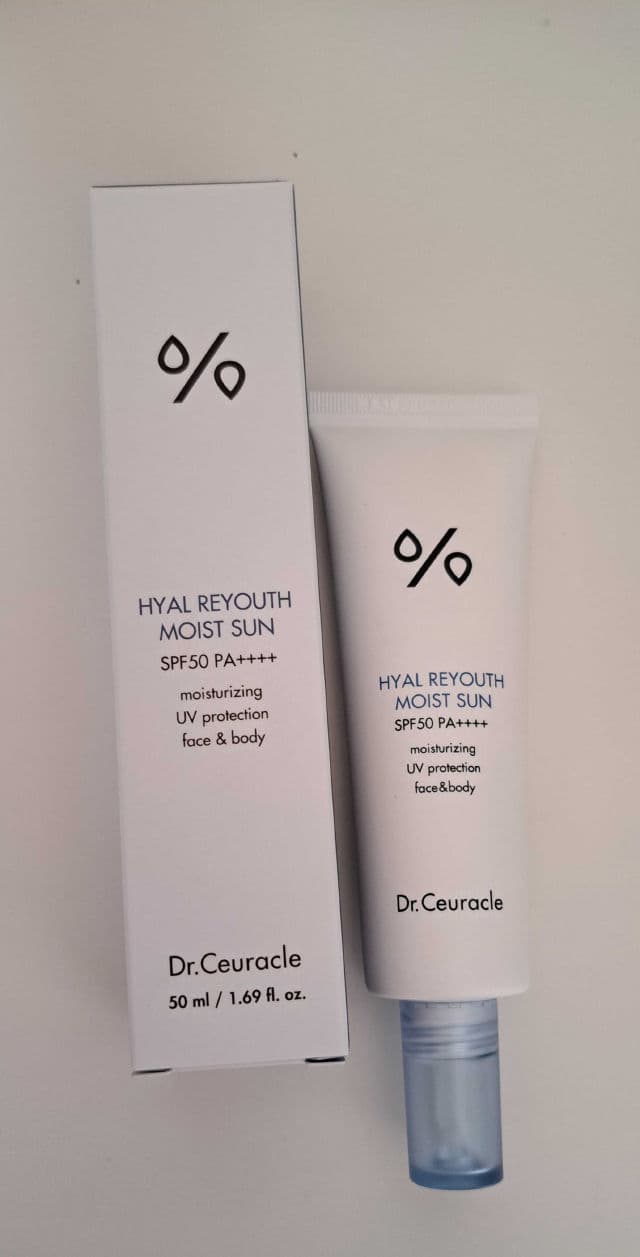 %
HYAL REYOUTH
MOIST SUN
SPF50 PA++++
moisturizing
UV protection
face & body
Dr.Ceuracle
50 ml / 1.69 fl. oz.
%
HYAL REYOUTH
MOIST SUN
SPF50 PA++++
moisturizing
UV protection
face&body
Dr.Ceuracle